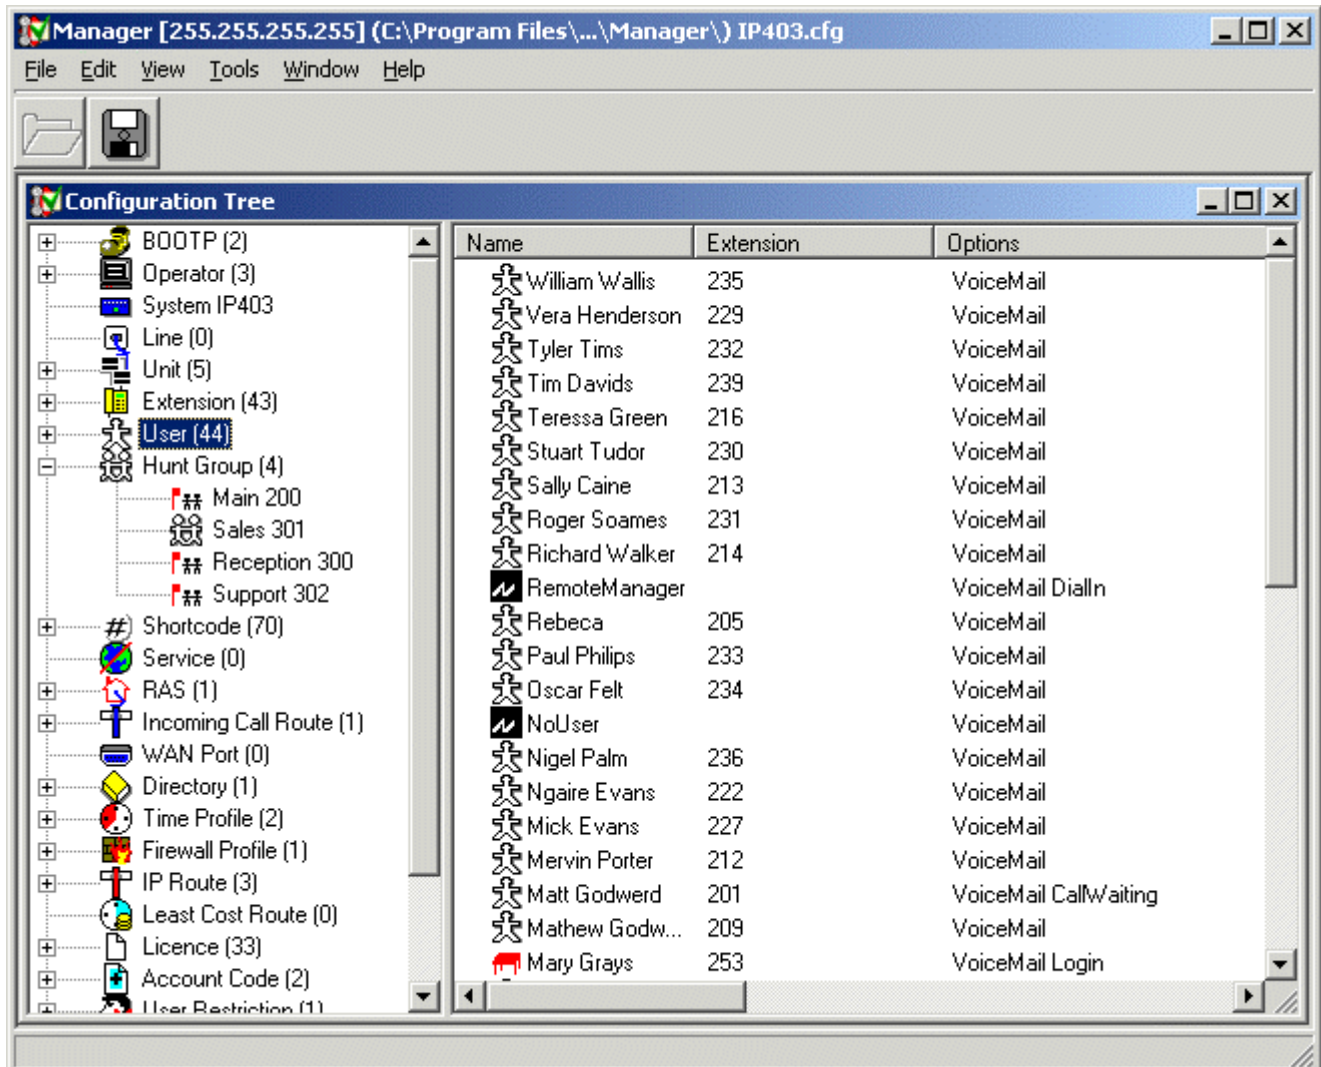 Manager [255.255.255.255] (C:\Program Files\...\Manager\) IP403.cfg
File Edit View Tools Window Help
Configuration Tree
BOOTP (2)
Operator (3)
System IP403
Line (0)
Unit (5)
Extension (43)
User (44)
Hunt Group (4)
Main 200
Sales 301
Reception 300
Support 302
Shortcode (70)
Service (0)
RAS (1)
Incoming Call Route (1)
WAN Port (0)
Directory (1)
Time Profile (2)
Firewall Profile (1)
IP Route (3)
Least Cost Route (0)
Licence (33)
Account Code (2)
User Restriction (1)
Name Extension Options
William Wallis 235 VoiceMail
Vera Henderson 229 VoiceMail
Tyler Tims 232 VoiceMail
Tim Davids 239 VoiceMail
Teressa Green 216 VoiceMail
Stuart Tudor 230 VoiceMail
Sally Caine 213 VoiceMail
Roger Soames 231 VoiceMail
Richard Walker 214 VoiceMail
RemoteManager VoiceMail DialIn
Rebeca 205 VoiceMail
Paul Philips 233 VoiceMail
Oscar Felt 234 VoiceMail
NoUser VoiceMail
Nigel Palm 236 VoiceMail
Ngaire Evans 222 VoiceMail
Mick Evans 227 VoiceMail
Mervin Porter 212 VoiceMail
Matt Godwerd 201 VoiceMail CallWaiting
Mathew Godw... 209 VoiceMail
Mary Grays 253 VoiceMail Login